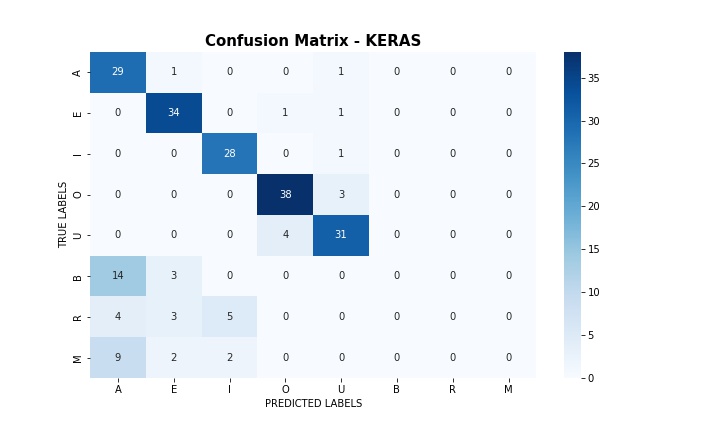 Confusion Matrix - KERAS
A 29 1 0 0 1 0 0 0
E 0 34 0 1 1 0 0 0
I 0 0 28 0 1 0 0 0
O 0 0 0 38 3 0 0 0
U 0 0 0 4 31 0 0 0
B 14 3 0 0 0 0 0 0
R 4 3 5 0 0 0 0 0
M 9 2 2 0 0 0 0 0
A E I O U B R M
TRUE LABELS
PREDICTED LABELS
35
30
25
20
15
10
5
0